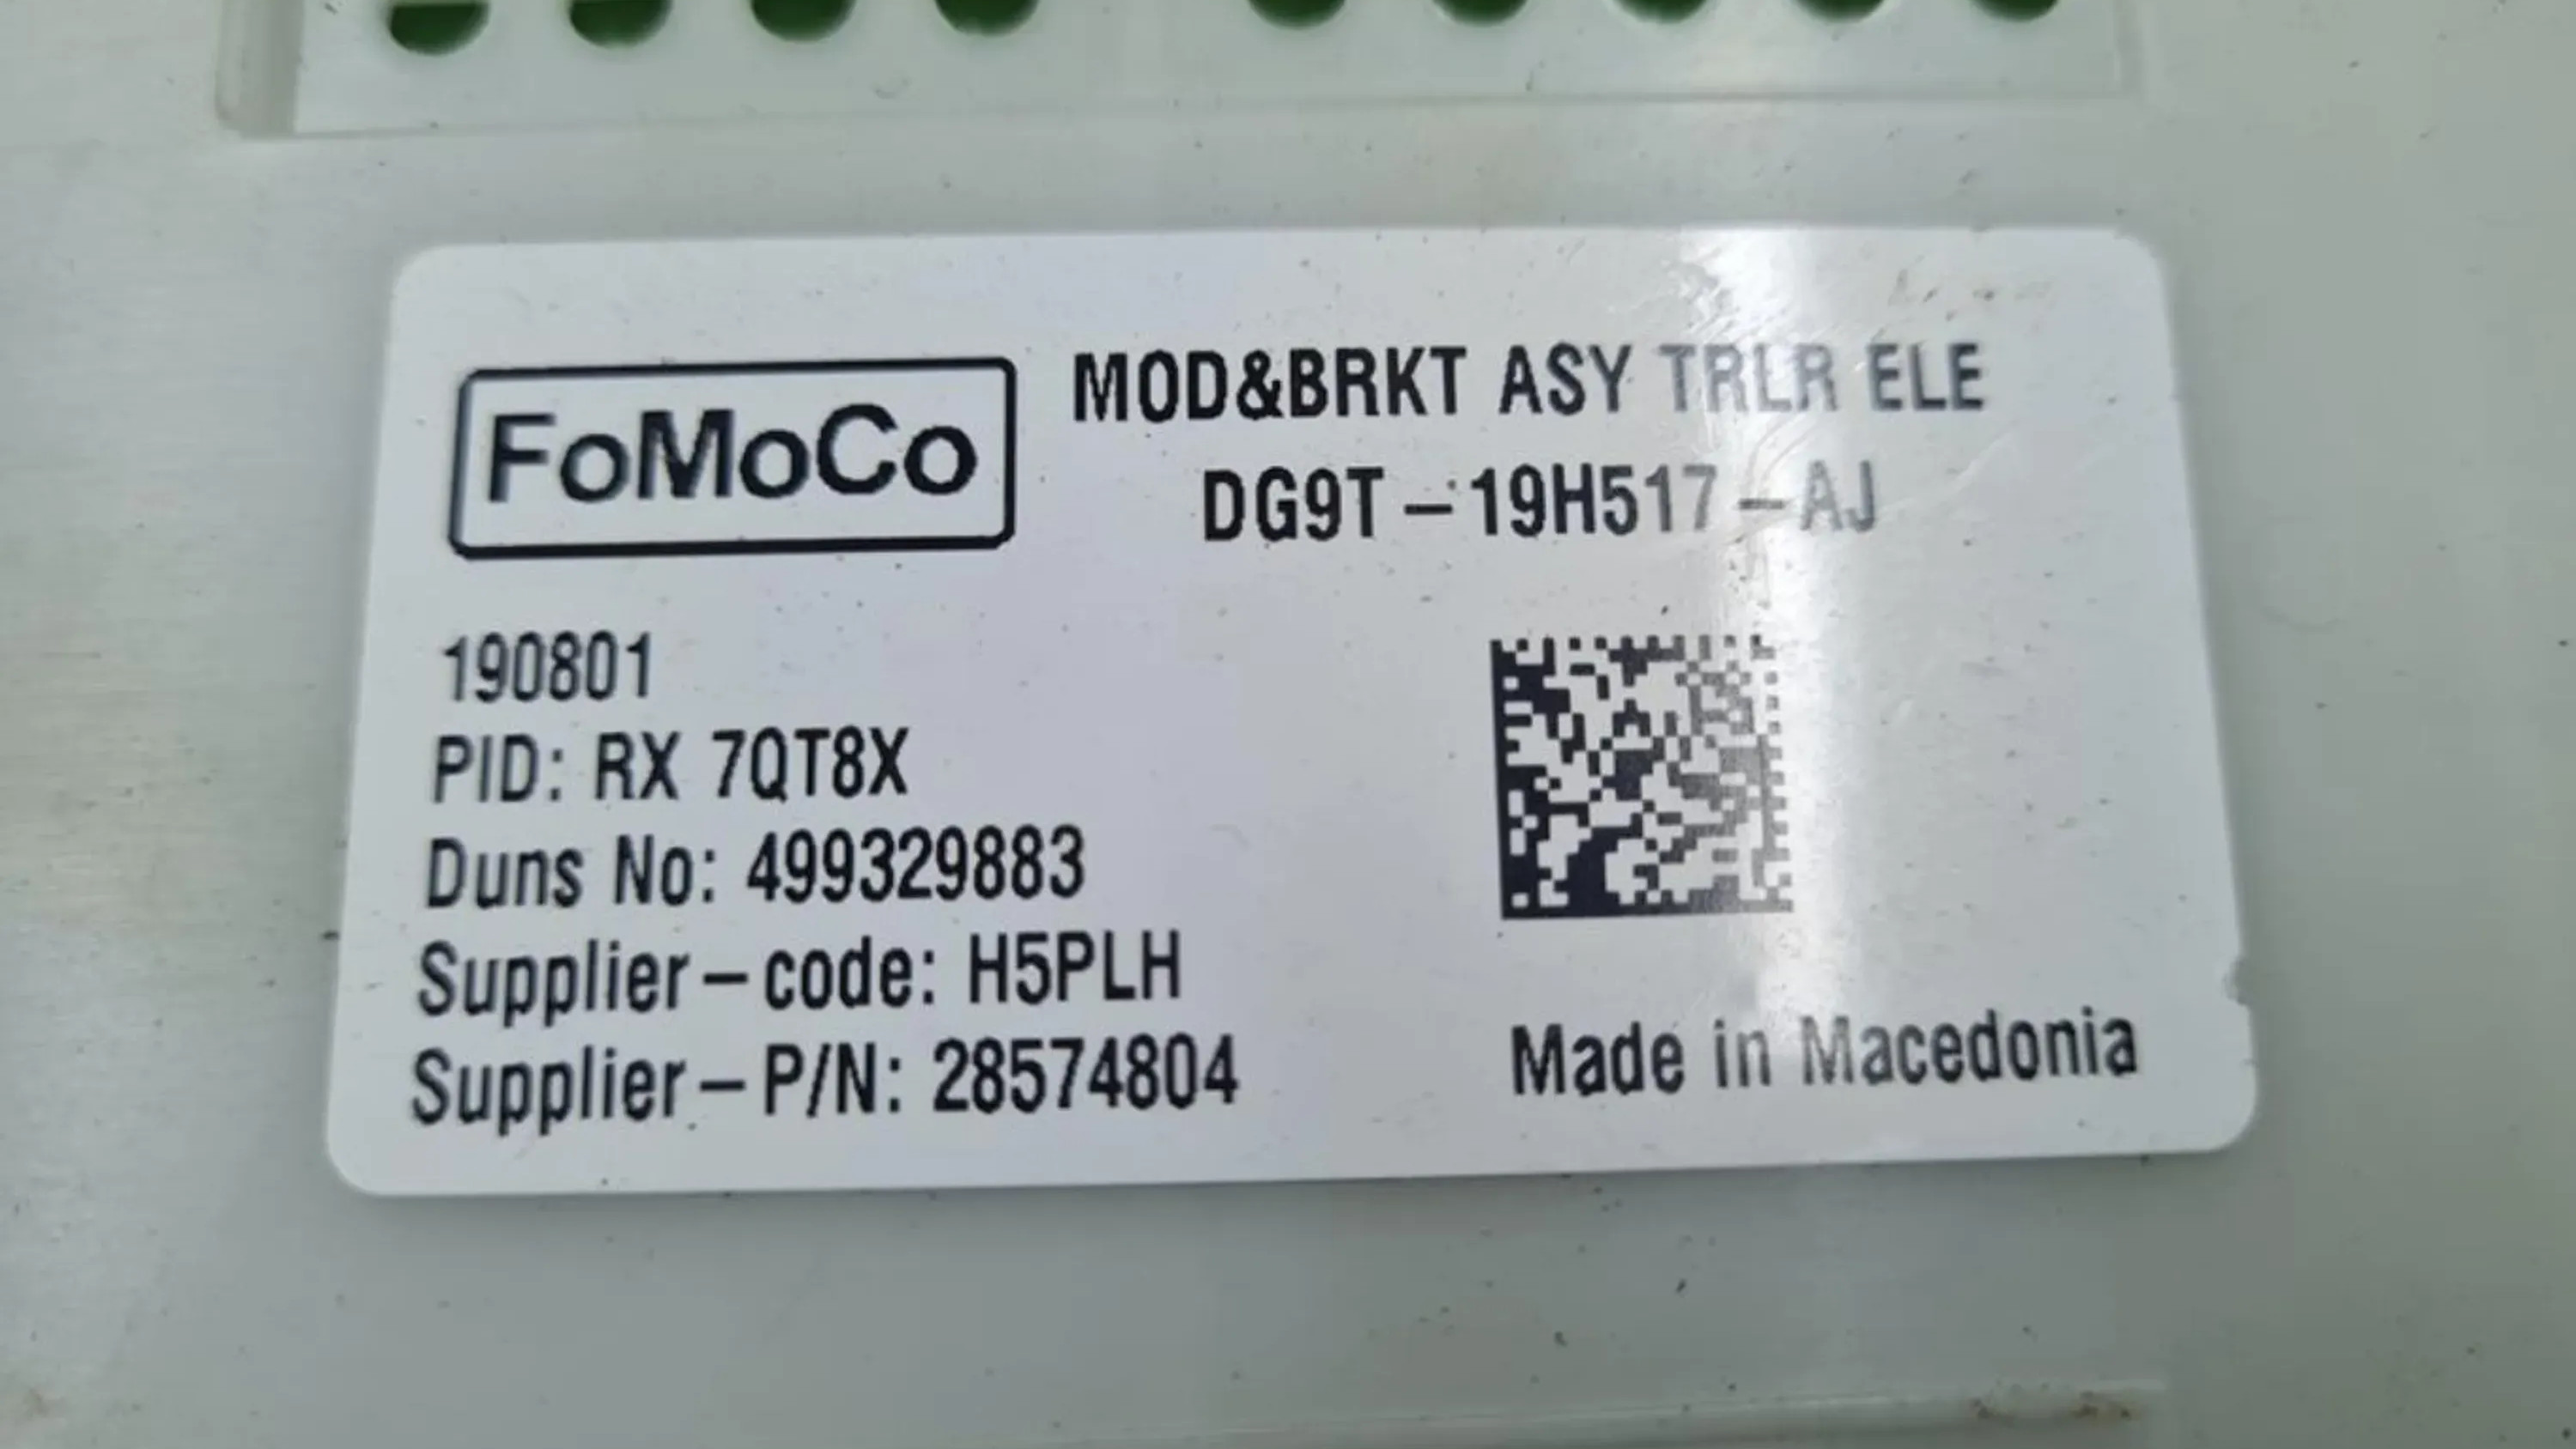 FoMoCo
MOD&BRKT ASY TRLR ELE
DG9T-19H517-AJ
190801
PID: RX 7QT8X
Duns No: 499329883
Supplier-code: H5PLH
Supplier-P/N: 28574804
Made in Macedonia